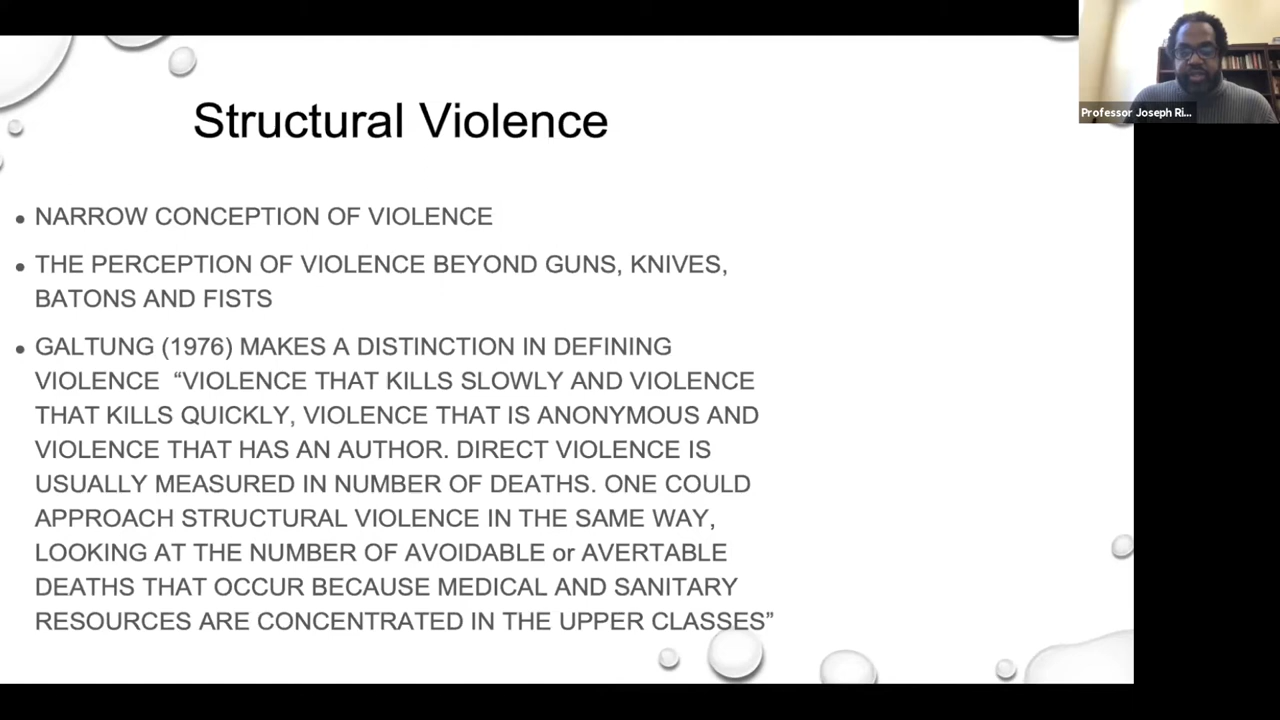 Structural Violence
Professor Joseph Ri...
• NARROW CONCEPTION OF VIOLENCE
• THE PERCEPTION OF VIOLENCE BEYOND GUNS, KNIVES,
BATONS AND FISTS
• GALTUNG (1976) MAKES A DISTINCTION IN DEFINING
VIOLENCE “VIOLENCE THAT KILLS SLOWLY AND VIOLENCE
THAT KILLS QUICKLY, VIOLENCE THAT IS ANONYMOUS AND
VIOLENCE THAT HAS AN AUTHOR. DIRECT VIOLENCE IS
USUALLY MEASURED IN NUMBER OF DEATHS. ONE COULD
APPROACH STRUCTURAL VIOLENCE IN THE SAME WAY,
LOOKING AT THE NUMBER OF AVOIDABLE or AVERTABLE
DEATHS THAT OCCUR BECAUSE MEDICAL AND SANITARY
RESOURCES ARE CONCENTRATED IN THE UPPER CLASSES”